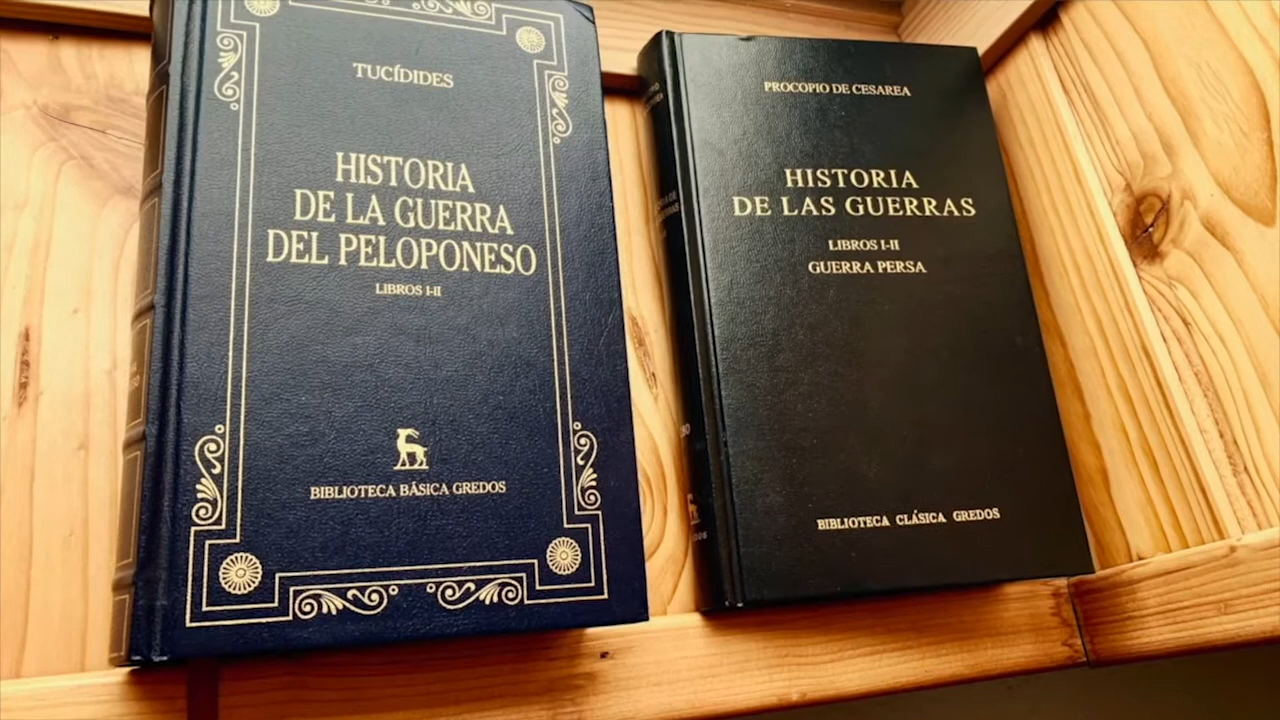 TUCÍDIDES
HISTORIA
DE LA GUERRA
DEL PELOPONESO
LIBROS I-II
BIBLIOTECA BÁSICA GREDOS
PROCOPIO DE CESAREA
HISTORIA
DE LAS GUERRAS
LIBROS I-II
GUERRA PERSA
BIBLIOTECA CLÁSICA GREDOS